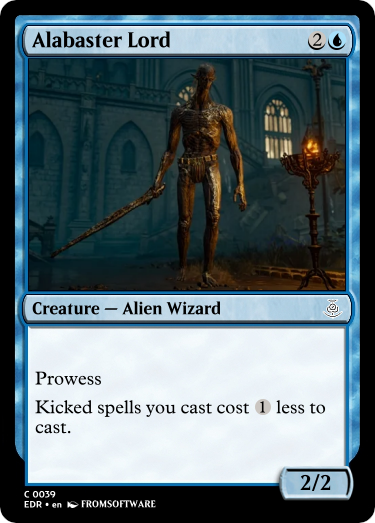 Alabaster Lord 2
Creature — Alien Wizard
Prowess
Kicked spells you cast cost 1 less to
cast.
2/2
C 0039
EDR • en FROMSOFTWARE